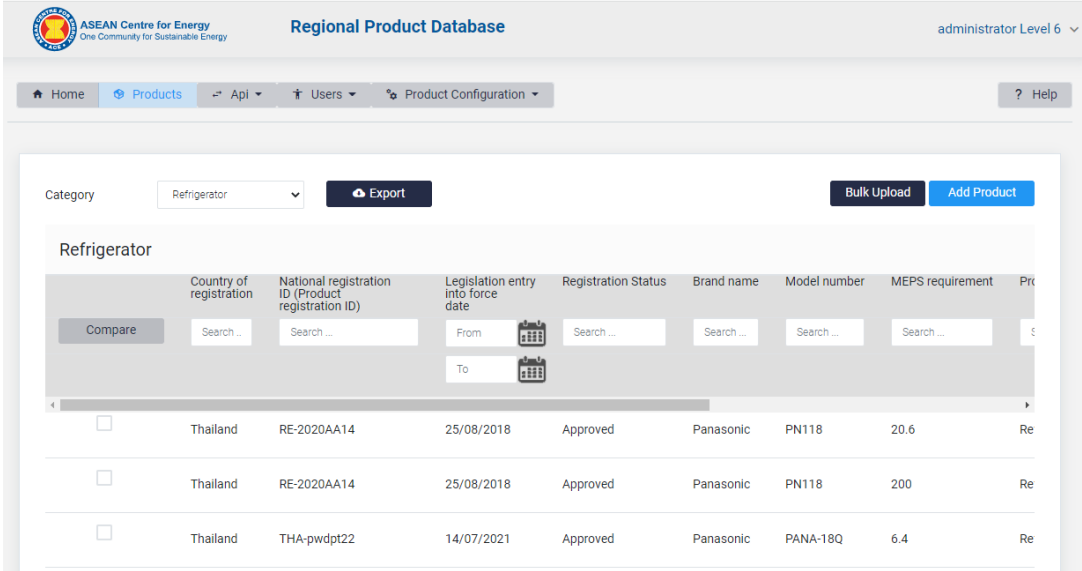 ASEAN Centre for Energy
One Community for Sustainable Energy
Regional Product Database
administrator Level 6
Home
Products
Api
Users
Product Configuration
? Help
Category
Refrigerator
Export
Bulk Upload
Add Product
Refrigerator
Country of registration
National registration ID (Product registration ID)
Legislation entry into force date
Registration Status
Brand name
Model number
MEPS requirement
Pro
Compare
Search ..
Search ...
From
Search ...
Search ...
Search ...
Search ...
S
To
Thailand RE-2020AA14 25/08/2018 Approved Panasonic PN118 20.6 Re
Thailand RE-2020AA14 25/08/2018 Approved Panasonic PN118 200 Re
Thailand THA-pwdpt22 14/07/2021 Approved Panasonic PANA-18Q 6.4 Re